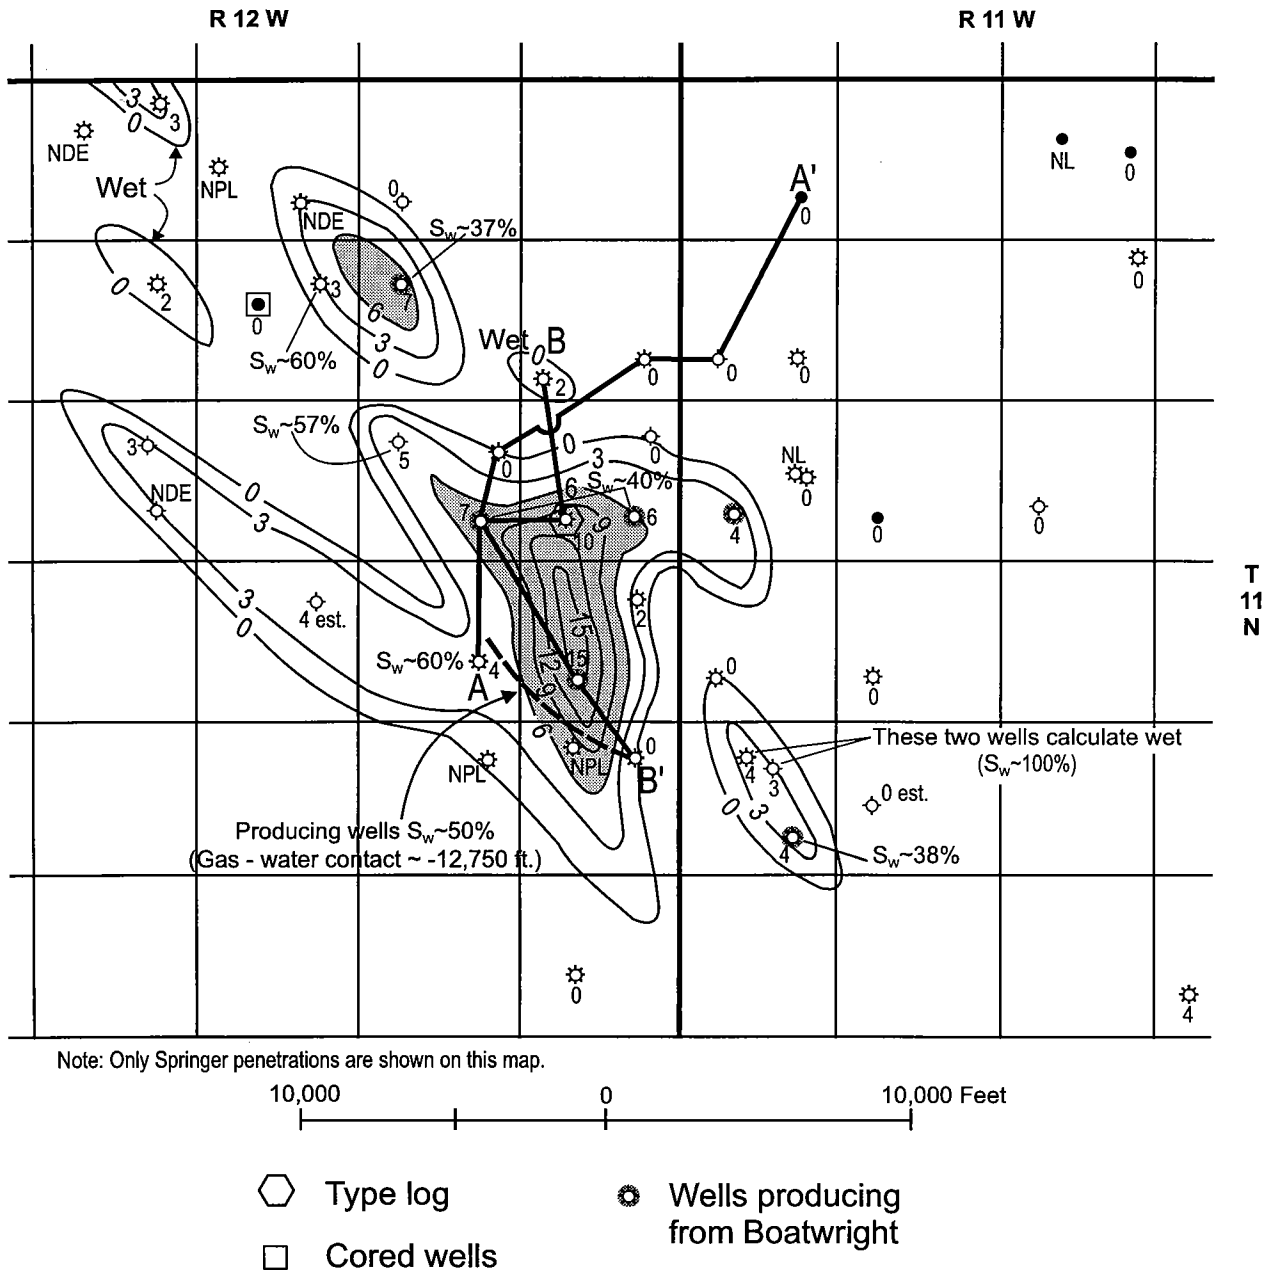 R 12 W
R 11 W
3
3
0
NDE
Wet
NPL
0
NDE
Sw~37%
A'
0
NL
0
0
0
2
0
3
7
6
3
0
Sw~60%
Wet
0
B
2
0
0
0
Sw~57%
3
5
NDE
0
3
0
0
3
0
NL
0
Sw~40%
6
7
9
10
6
4
0
0
3
0
4 est.
2
15
T
11
N
Sw~60%
4
A
12
15
9
6
0
0
NPL
NPL
0
B'
These two wells calculate wet
(Sw~100%)
4
3
0
3
0 est.
4
Sw~38%
Producing wells Sw~50%
(Gas - water contact ~ -12,750 ft.)
0
4
Note: Only Springer penetrations are shown on this map.
10,000
0
10,000 Feet
Type log
Wells producing
from Boatwright
Cored wells